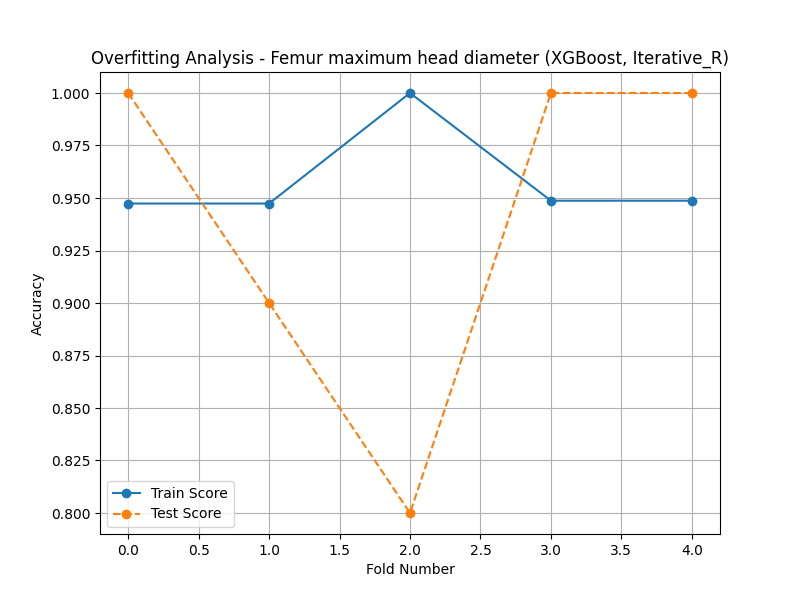 Overfitting Analysis - Femur maximum head diameter (XGBoost, Iterative_R)
1.000
0.975
0.950
0.925
0.900
0.875
0.850
0.825
0.800
Accuracy
Train Score
Test Score
0.0 0.5 1.0 1.5 2.0 2.5 3.0 3.5 4.0
Fold Number